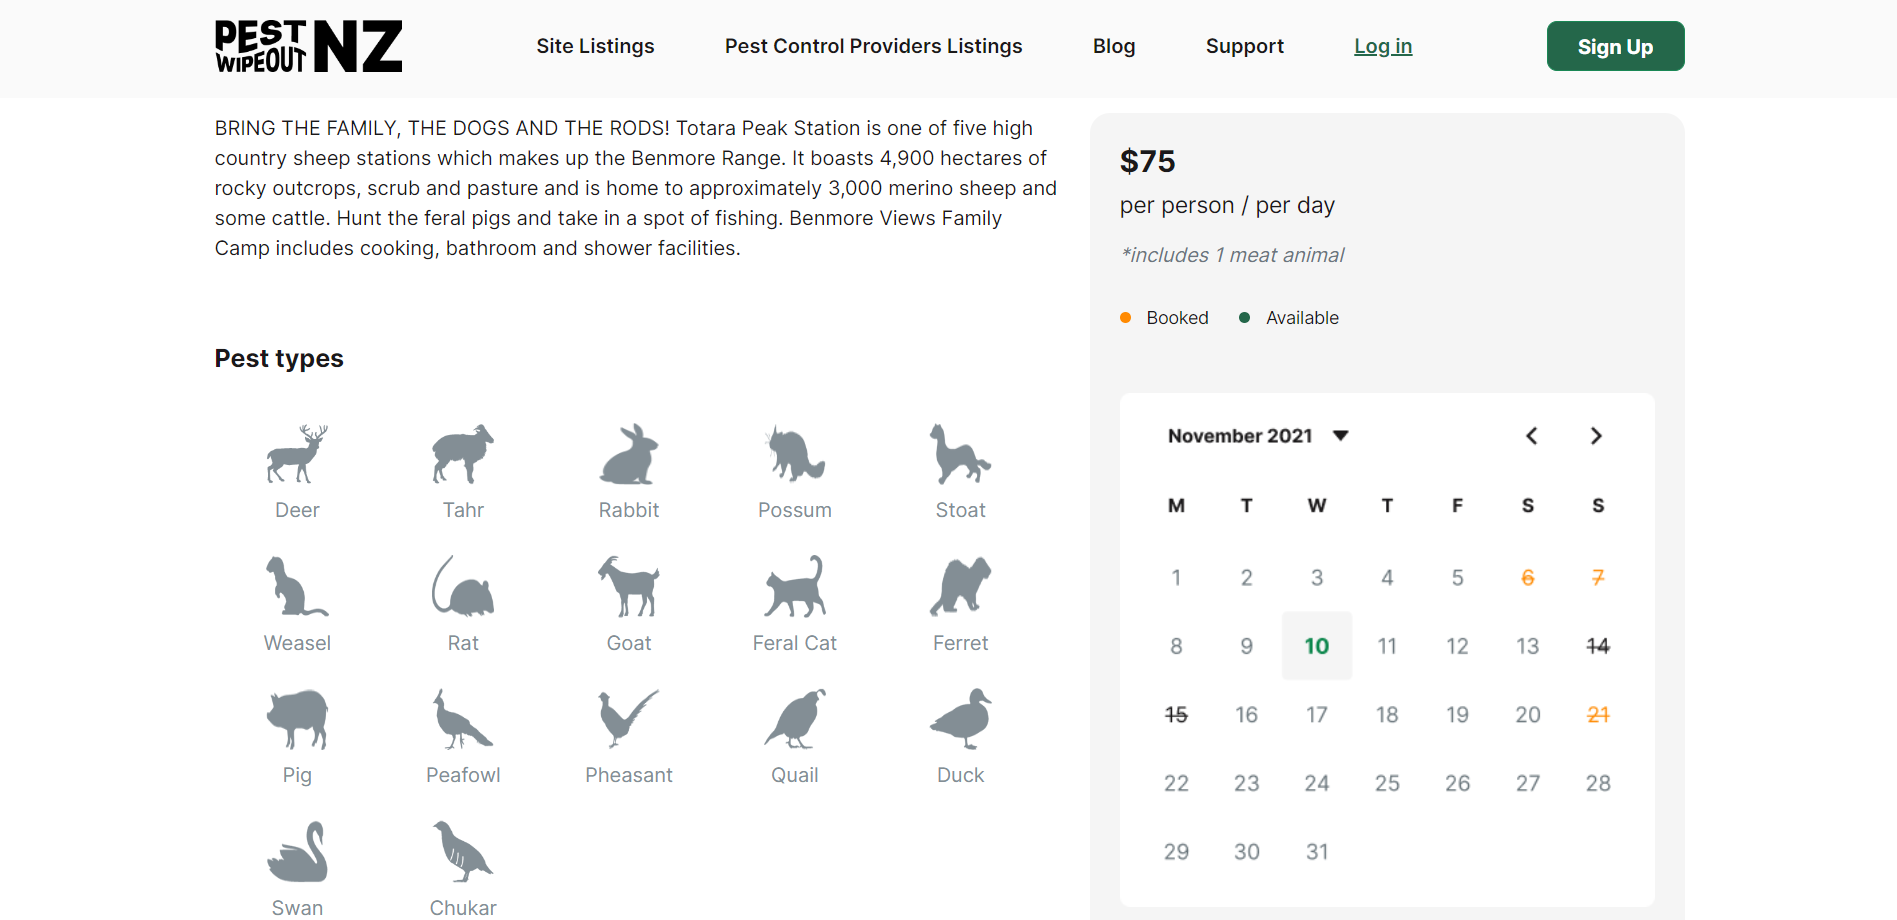 PEST WIPEOUT NZ
Site Listings
Pest Control Providers Listings
Blog
Support
Log in
Sign Up
BRING THE FAMILY, THE DOGS AND THE RODS! Totara Peak Station is one of five high
country sheep stations which makes up the Benmore Range. It boasts 4,900 hectares of
rocky outcrops, scrub and pasture and is home to approximately 3,000 merino sheep and
some cattle. Hunt the feral pigs and take in a spot of fishing. Benmore Views Family
Camp includes cooking, bathroom and shower facilities.
Pest types
Deer Tahr Rabbit Possum Stoat
Weasel Rat Goat Feral Cat Ferret
Pig Peafowl Pheasant Quail Duck
Swan Chukar
$75
per person / per day
*includes 1 meat animal
Booked Available
November 2021
M T W T F S S
1 2 3 4 5 6 7
8 9 10 11 12 13 14
15 16 17 18 19 20 21
22 23 24 25 26 27 28
29 30 31